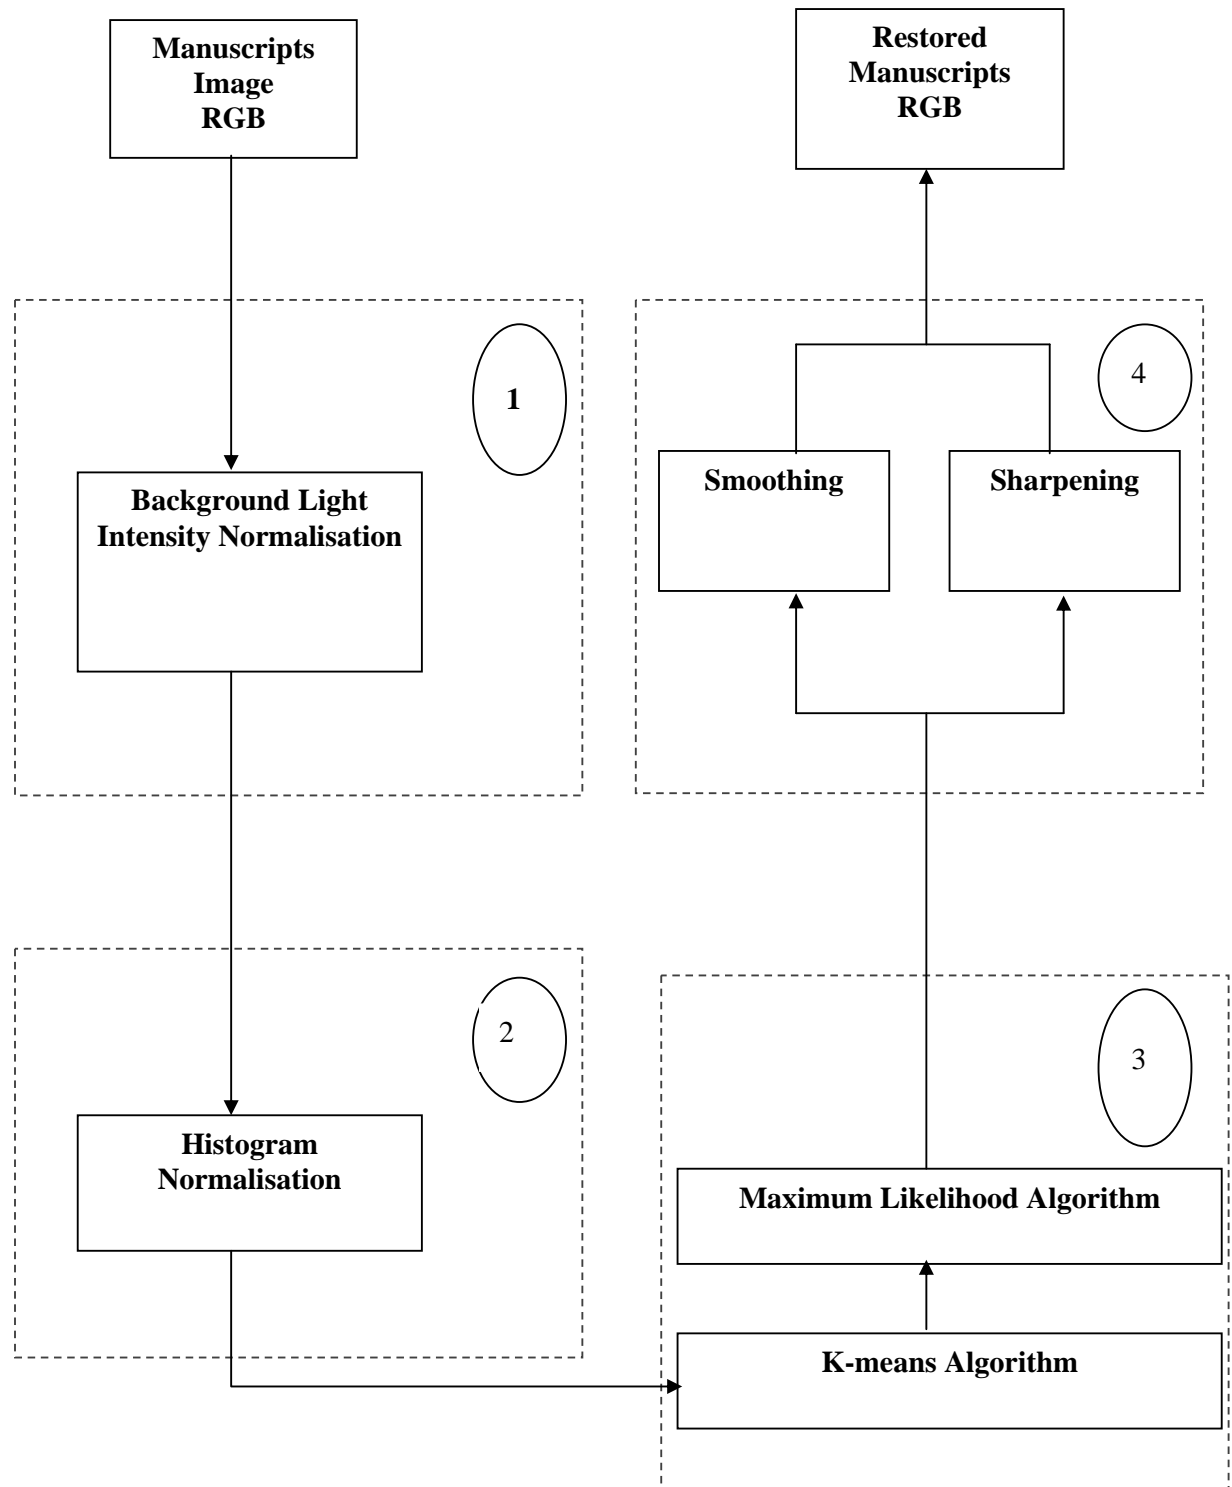 Manuscripts
Image
RGB
1
Background Light
Intensity Normalisation
2
Histogram
Normalisation
Restored
Manuscripts
RGB
4
Smoothing
Sharpening
3
Maximum Likelihood Algorithm
K-means Algorithm